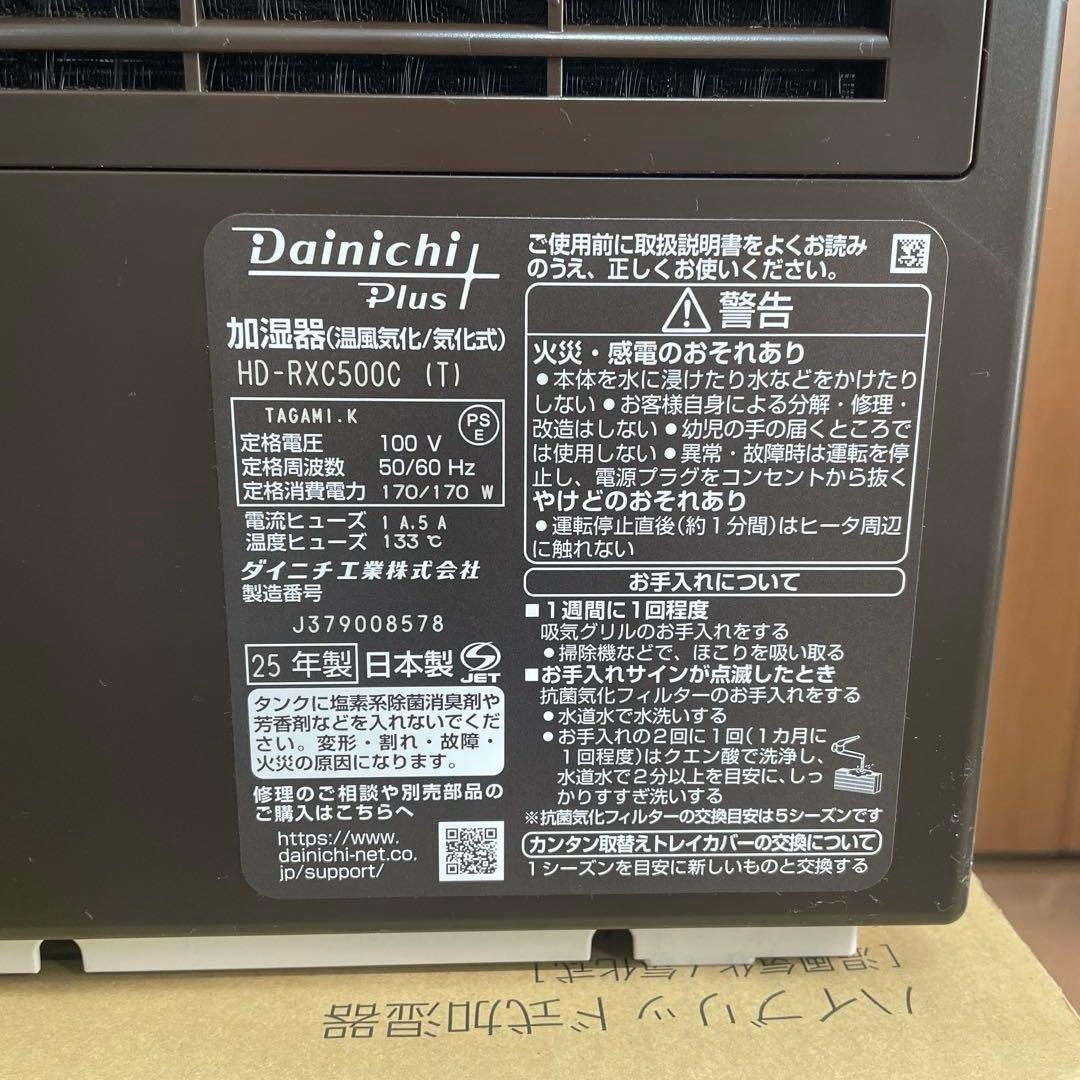 Dainichi
Plus
加湿器(温風気化/気化式)
HD-RXC500C (T)
TAGAMI.K
PS
E
定格電圧 100 V
定格周波数 50/60 Hz
定格消費電力 170/170 W
電流ヒューズ 1 A.5 A
温度ヒューズ 133 ℃
ダイニチ工業株式会社
製造番号
J379008578
25 年製 日本製 JET
タンクに塩素系除菌消臭剤や
芳香剤などを入れないでくだ
さい。変形・割れ・故障・
火災の原因になります。
修理のご相談や別売部品の
ご購入はこちらへ
https://www.
dainichi-net.co.
jp/support/
ご使用前に取扱説明書をよくお読み
のうえ、正しくお使いください。
警告
火災・感電のおそれあり
●本体を水に浸けたり水などをかけたり
しない ●お客様自身による分解・修理・
改造はしない ●幼児の手の届くところで
は使用しない ●異常・故障時は運転を停
止し、電源プラグをコンセントから抜く
やけどのおそれあり
●運転停止直後(約1分間)はヒータ周辺
に触れない
お手入れについて
■1週間に1回程度
吸気グリルのお手入れをする
●掃除機などで、ほこりを吸い取る
■お手入れサインが点滅したとき
抗菌気化フィルターのお手入れをする
●水道水で水洗いする
●お手入れの2回に1回(1カ月に
1回程度)はクエン酸で洗浄し、
水道水で2分以上を目安に、しっ
かりすすぎ洗いする
※抗菌気化フィルターの交換目安は5シーズンです
カンタン取替えトレイカバーの交換について
1シーズンを目安に新しいものと交換する
ハイブリッド式加湿器
[温風気化/気化式]